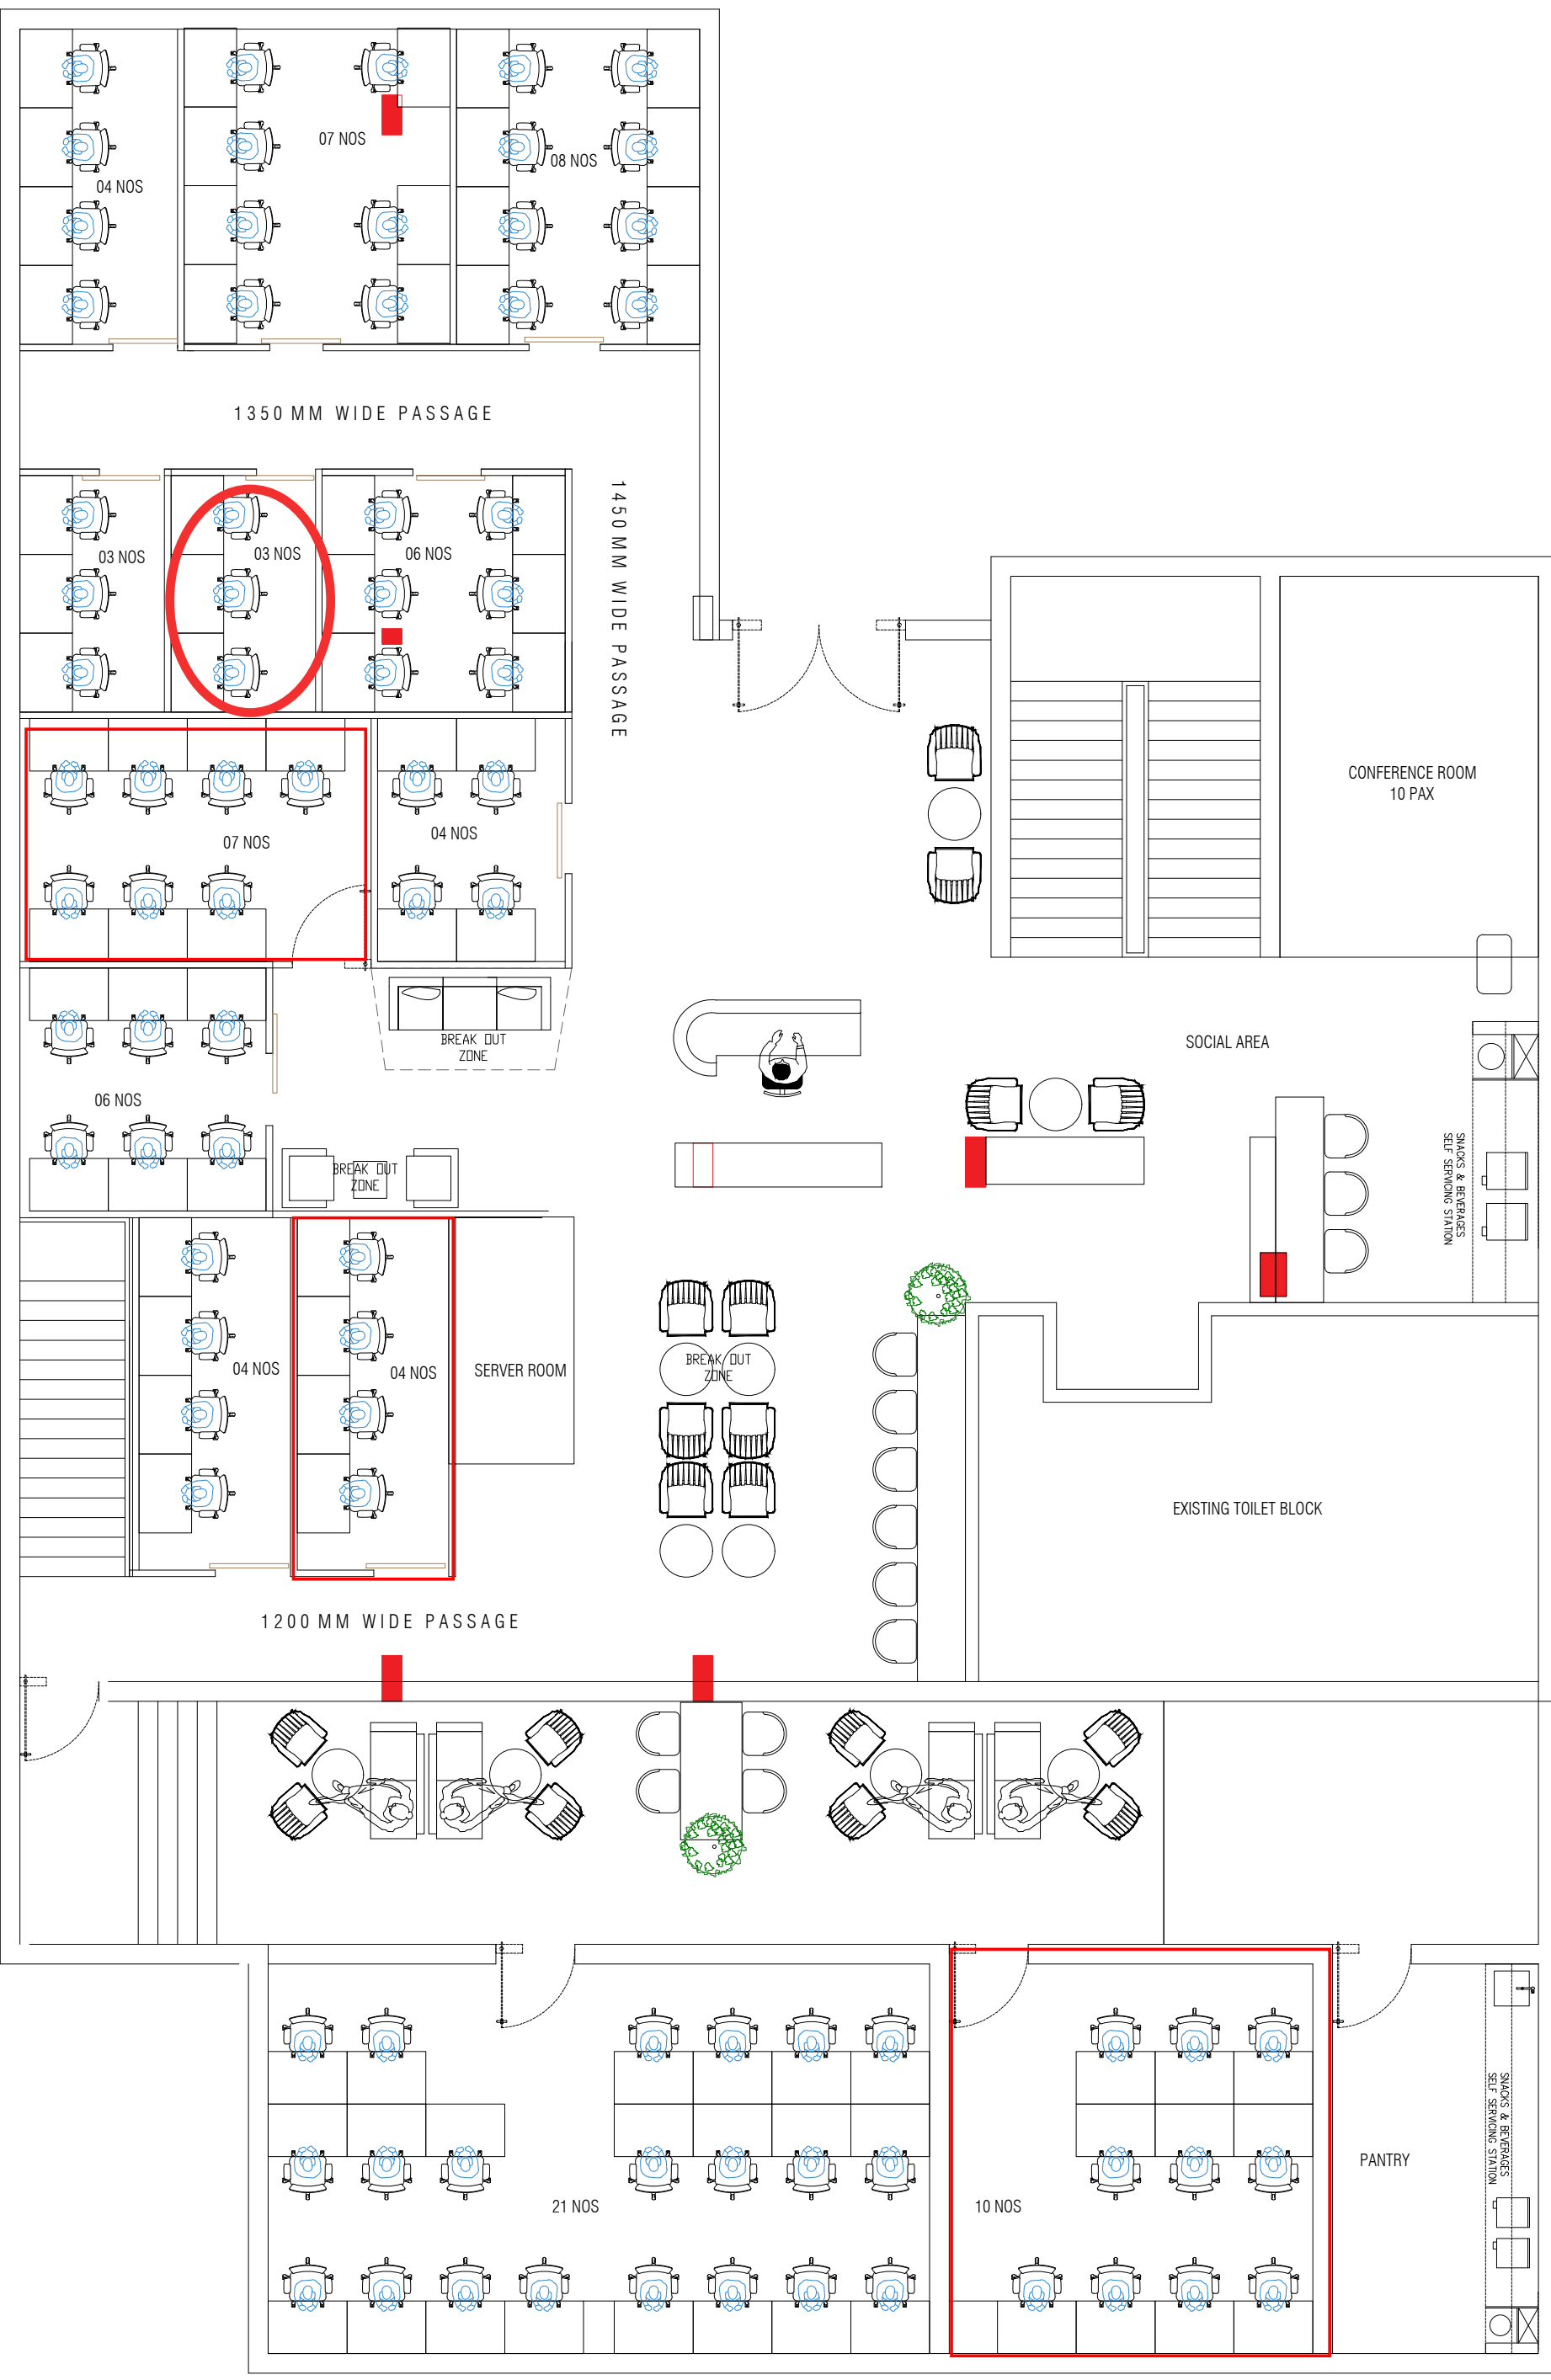 07 NOS
08 NOS
04 NOS
1350 MM WIDE PASSAGE
1450 MM WIDE PASSAGE
03 NOS
03 NOS
06 NOS
CONFERENCE ROOM
10 PAX
07 NOS
04 NOS
BREAK OUT
ZONE
SOCIAL AREA
06 NOS
BREAK OUT
ZONE
SNACKS & BEVERAGES
SELF SERVICING STATION
04 NOS
04 NOS
SERVER ROOM
BREAK OUT
ZONE
EXISTING TOILET BLOCK
1200 MM WIDE PASSAGE
21 NOS
10 NOS
PANTRY
SNACKS & BEVERAGES
SELF SERVICING STATION